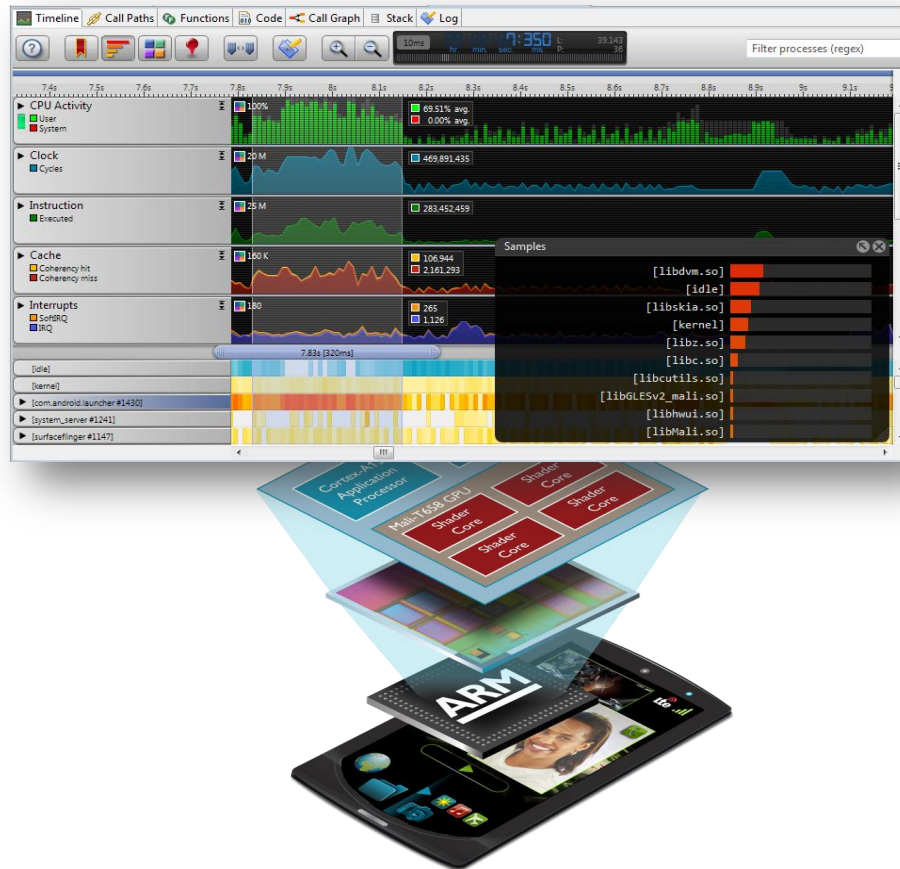 Timeline Call Paths Functions Code Call Graph Stack Log
10ms
7:350
hr min sec ms
L: 39,143
P: 36
Filter processes (regex)
7.4s 7.5s 7.6s 7.7s 7.8s 7.9s 8s 8.1s 8.2s 8.3s 8.4s 8.5s 8.6s 8.7s 8.8s 8.9s 9s 9.1s
CPU Activity
User
System
100%
69.51% avg.
0.00% avg.
Clock
Cycles
20 M
469,891,435
Instruction
Executed
25 M
283,452,459
Cache
Coherency hit
Coherency miss
160 K
106,944
2,161,293
Interrupts
SoftIRQ
IRQ
180
265
1,126
7.83s [320ms]
[idle]
[kernel]
[com.android.launcher #1430]
[system_server #1241]
[surfaceflinger #1147]
Samples
[libdvm.so]
[idle]
[libskia.so]
[kernel]
[libz.so]
[libc.so]
[libcutils.so]
[libGLESv2_mali.so]
[libhwui.so]
[libMali.so]
Application
Processor
Mali-T658 GPU
Shader
Core
Shader
Core
Shader
Core
Shader
Core
ARM
Lte